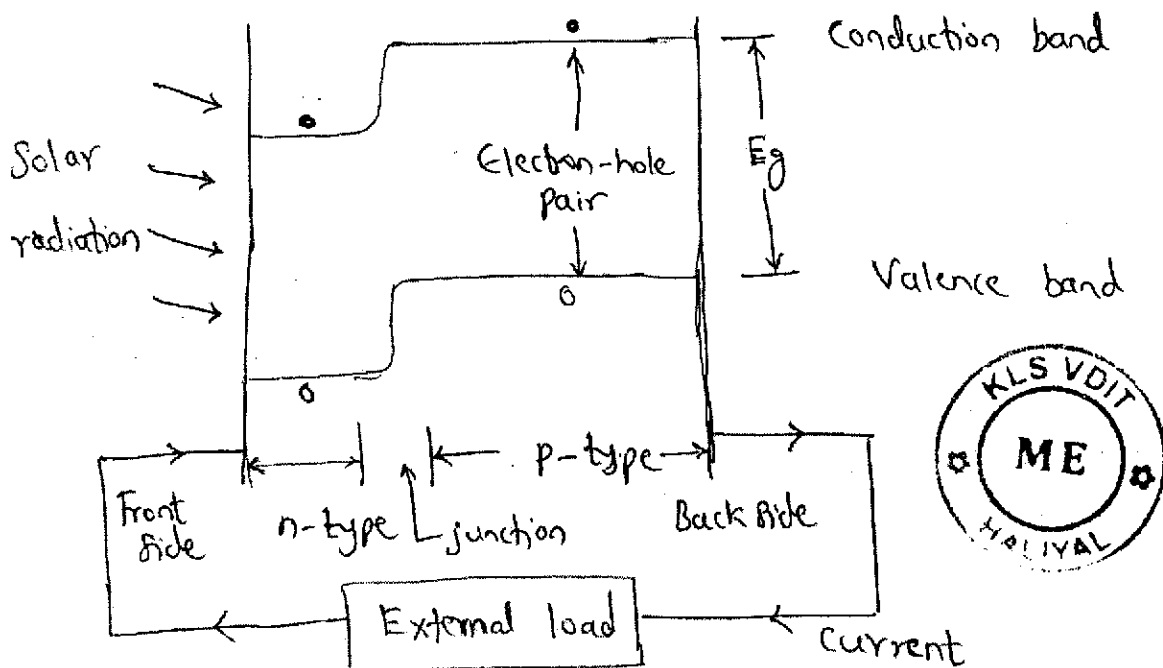 Conduction band
Solar
radiation
Electron-hole
pair
Eg
Valence band
KLS VDIT
ME
HALIYAL
p-type
Front
Side
n-type
junction
Back Side
External load
Current